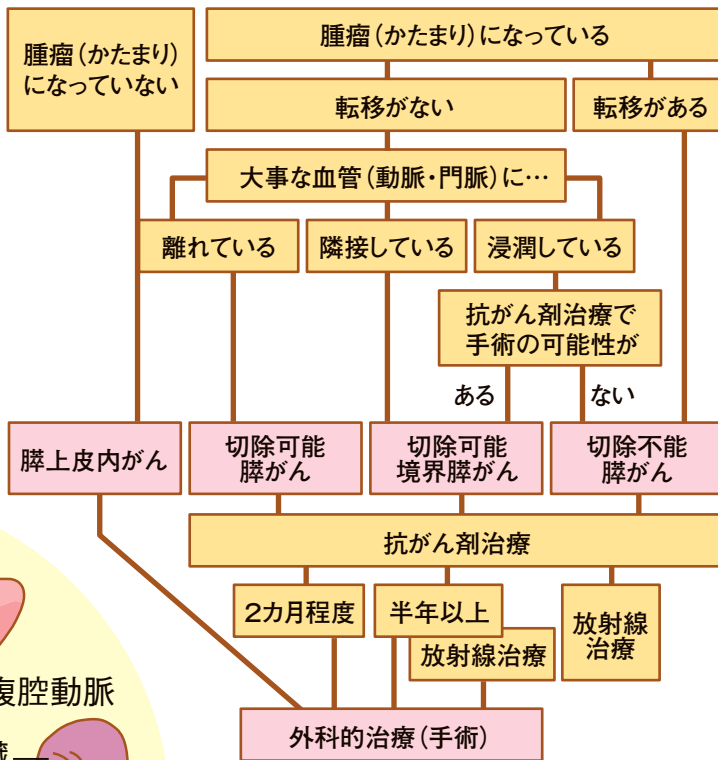 腫瘤（かたまり）
になっていない
腫瘤（かたまり）になっている
転移がない
転移がある
大事な血管（動脈・門脈）に…
離れている
隣接している
浸潤している
抗がん剤治療で
手術の可能性が
ある
ない
膵上皮内がん
切除可能
膵がん
切除可能
境界膵がん
切除不能
膵がん
抗がん剤治療
2カ月程度
半年以上
放射線治療
放射線
治療
外科的治療（手術）
腹腔動脈